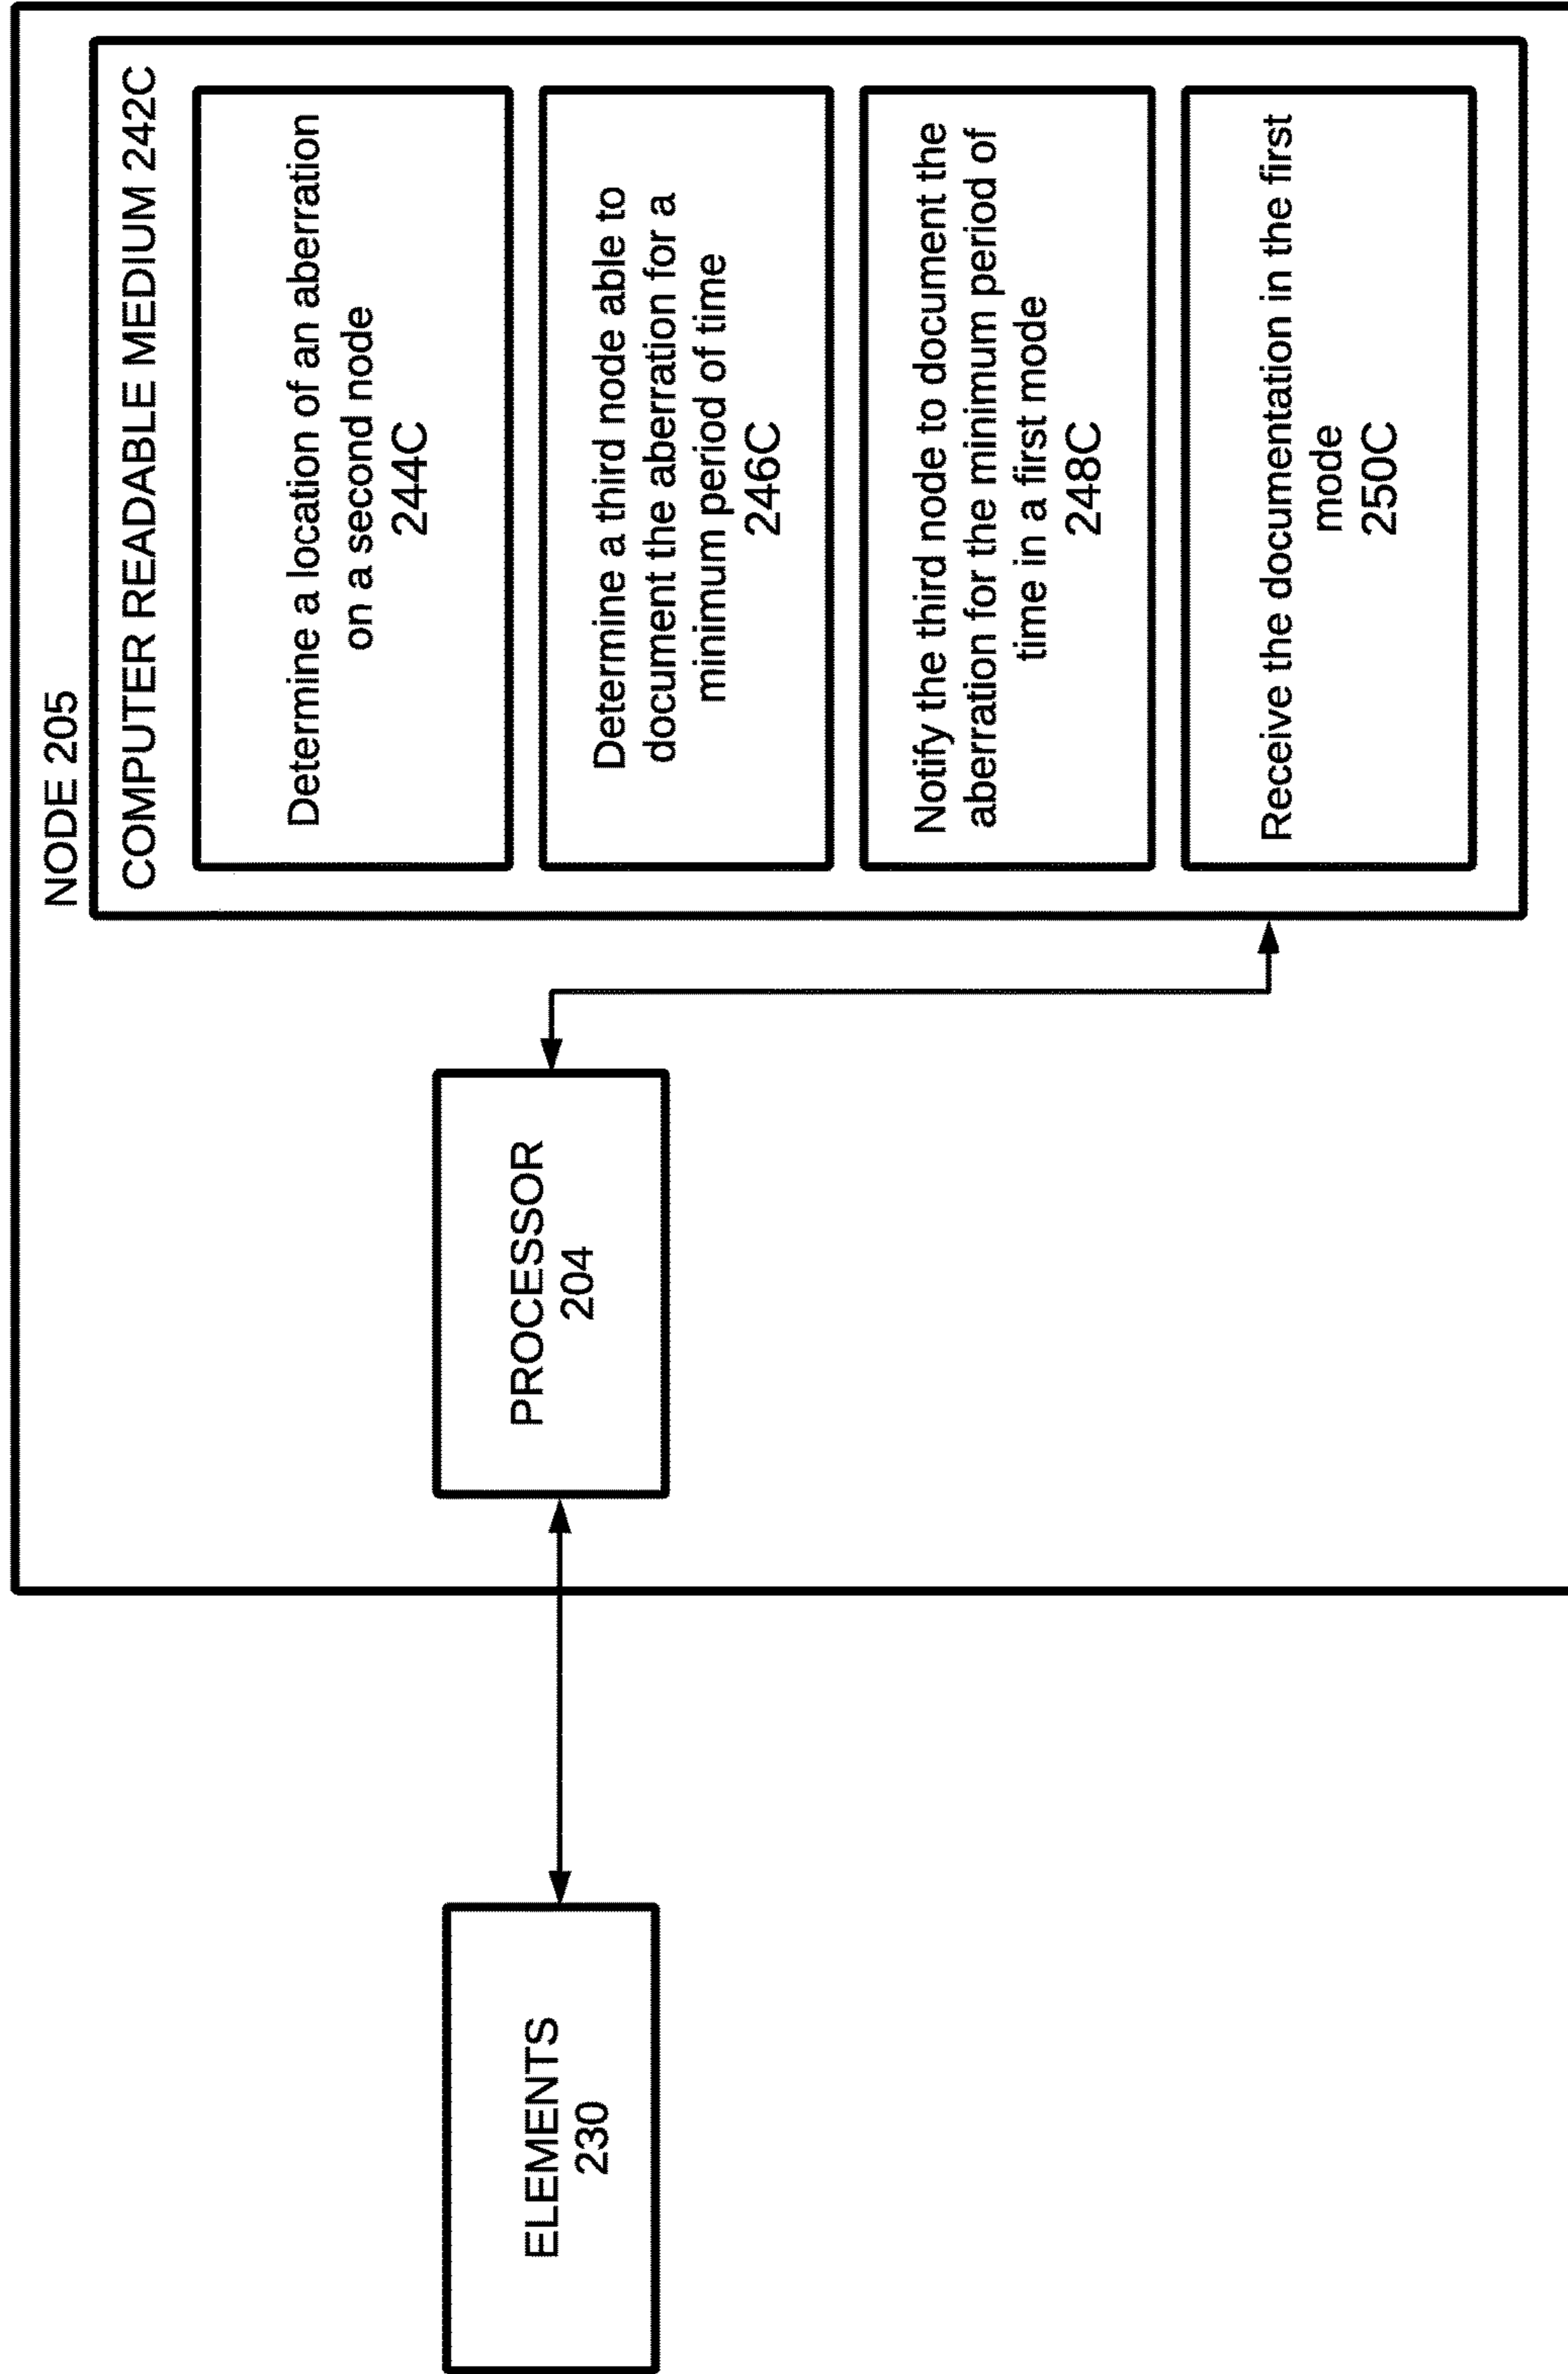 NODE 205
COMPUTER READABLE MEDIUM 242C
Determine a location of an aberration
on a second node
244C
Determine a third node able to
document the aberration for a
minimum period of time
246C
Notify the third node to document the
aberration for the minimum period of
time in a first mode
248C
Receive the documentation in the first
mode
250C
PROCESSOR
204
ELEMENTS
230